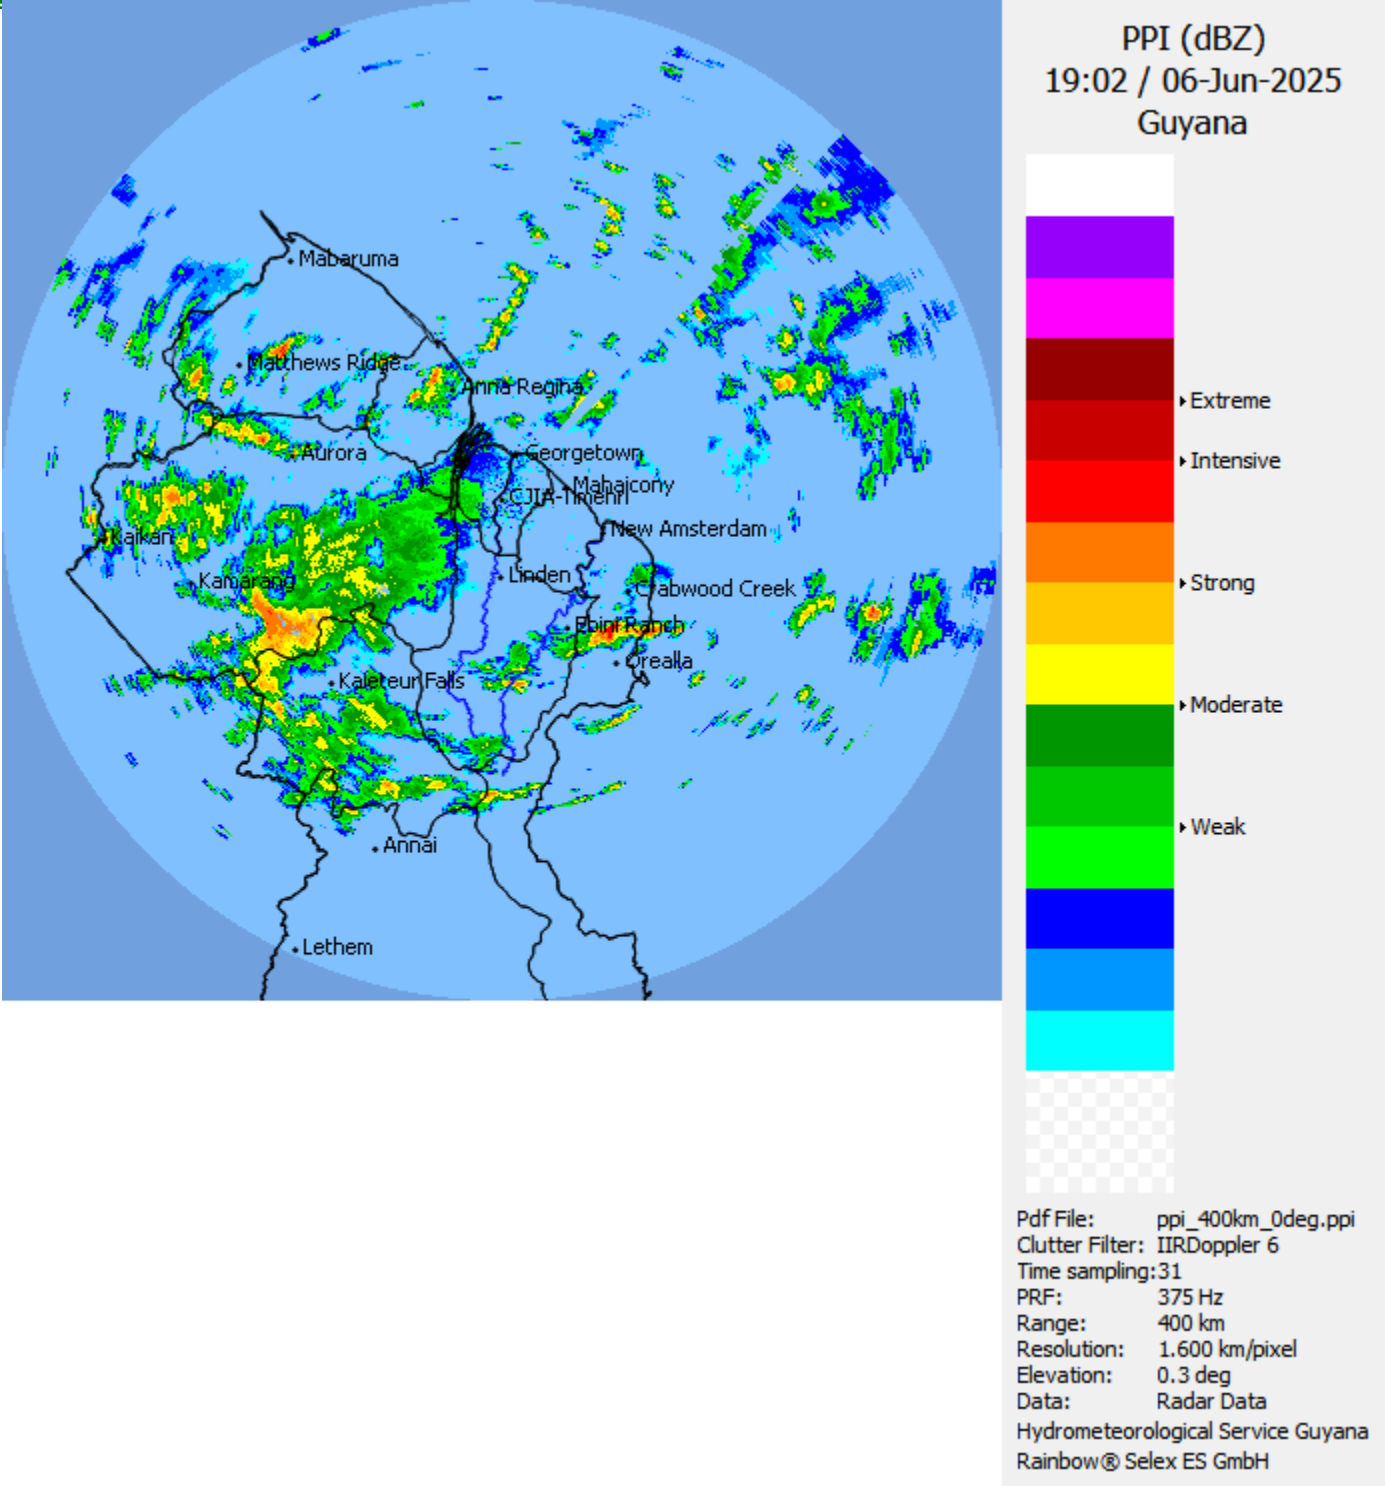 PPI (dBZ)
19:02 / 06-Jun-2025
Guyana
Mabaruma
Matthews Ridge
Anna Regina
Aurora
Georgetown
Mahaicony
CJIA-Timehri
New Amsterdam
Kaikan
Kamarang
Linden
Crabwood Creek
Ebini Ranch
Orealla
Kaieteur Falls
Annai
Lethem
Extreme
Intensive
Strong
Moderate
Weak
Pdf File: ppi_400km_0deg.ppi
Clutter Filter: IIRDoppler 6
Time sampling:31
PRF: 375 Hz
Range: 400 km
Resolution: 1.600 km/pixel
Elevation: 0.3 deg
Data: Radar Data
Hydrometeorological Service Guyana
Rainbow® Selex ES GmbH